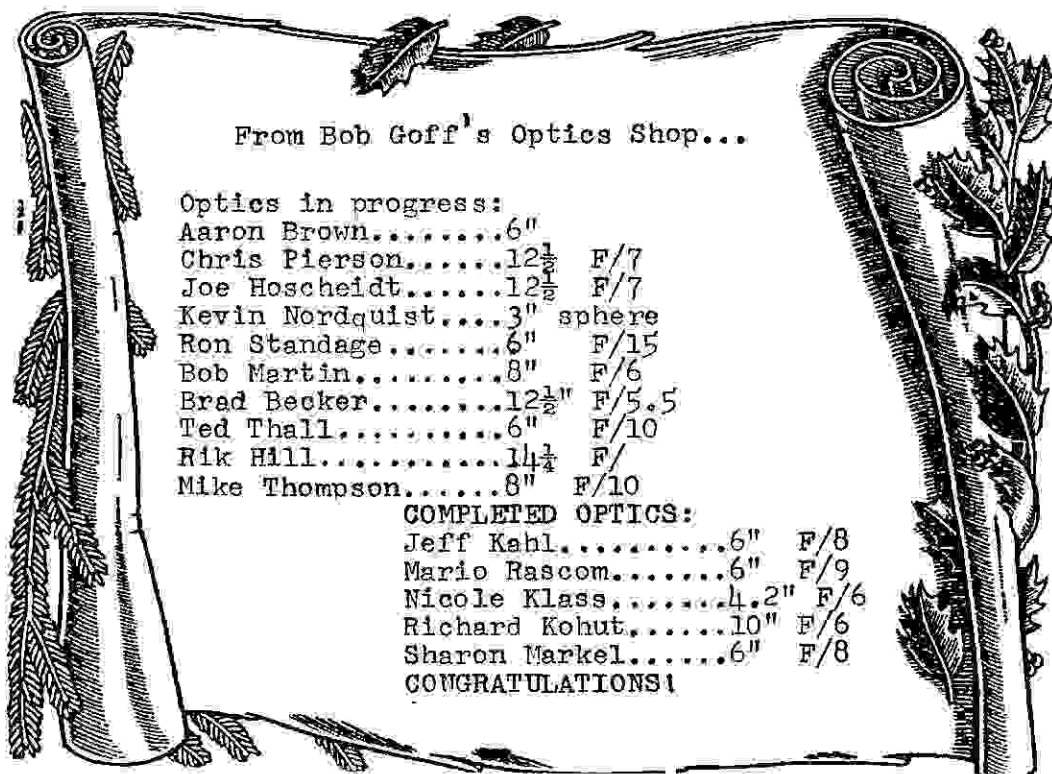 From Bob Goff's Optics Shop...
Optics in progress:
Aaron Brown........6"
Chris Pierson......12½ F/7
Joe Hoscheidt......12½ F/7
Kevin Nordquist....3" sphere
Ron Standage.......6" F/15
Bob Martin.........8" F/6
Brad Becker........12½" F/5.5
Ted Thall..........6" F/10
Rik Hill...........14¼ F/
Mike Thompson......8" F/10
COMPLETED OPTICS:
Jeff Kahl..........6" F/8
Mario Rascom.......6" F/9
Nicole Klass.......4.2" F/6
Richard Kohut......10" F/6
Sharon Markel......6" F/8
CONGRATULATIONS!